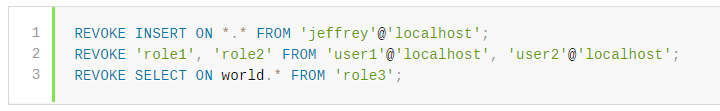 1 REVOKE INSERT ON *.* FROM 'jeffrey'@'localhost';
2 REVOKE 'role1', 'role2' FROM 'user1'@'localhost', 'user2'@'localhost';
3 REVOKE SELECT ON world.* FROM 'role3';